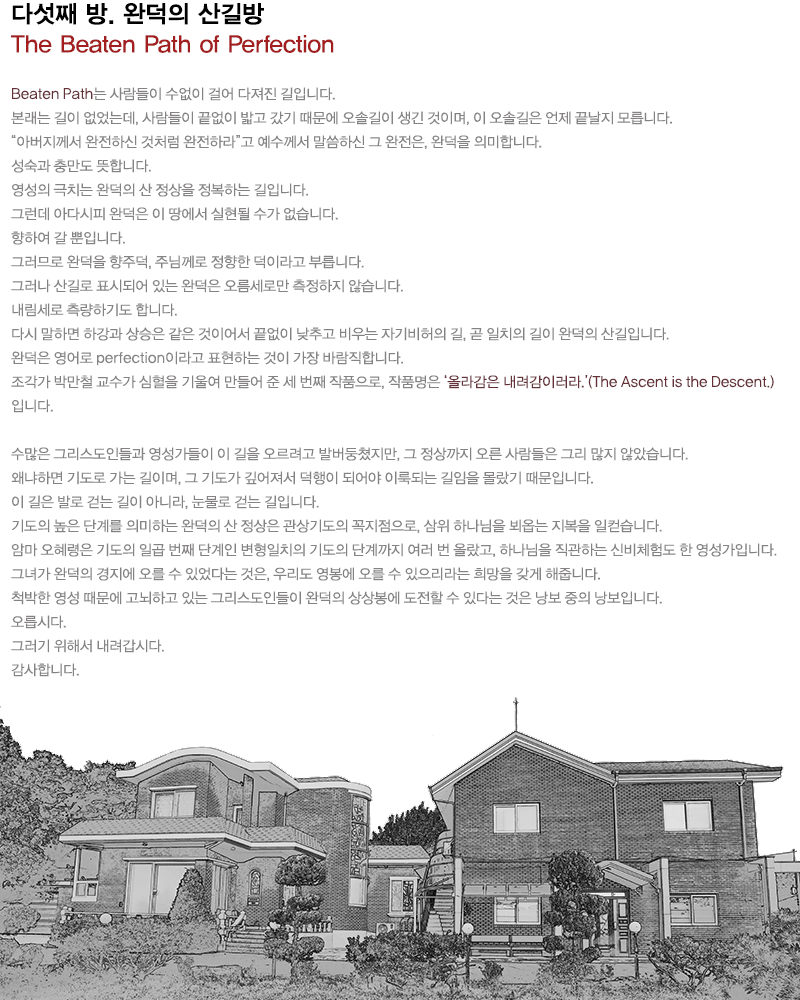 다섯째 방. 완덕의 산길방
The Beaten Path of Perfection
Beaten Path는 사람들이 수없이 걸어 다져진 길입니다.
본래는 길이 없었는데, 사람들이 끝없이 밟고 갔기 때문에 오솔길이 생긴 것이며, 이 오솔길은 언제 끝날지 모릅니다.
“아버지께서 완전하신 것처럼 완전하라”고 예수께서 말씀하신 그 완전은, 완덕을 의미합니다.
성숙과 충만도 뜻합니다.
영성의 극치는 완덕의 산 정상을 정복하는 길입니다.
그런데 아다시피 완덕은 이 땅에서 실현될 수가 없습니다.
향하여 갈 뿐입니다.
그러므로 완덕을 향주덕, 주님께로 정향한 덕이라고 부릅니다.
그러나 산길로 표시되어 있는 완덕은 오름세로만 측정하지 않습니다.
내림세로 측량하기도 합니다.
다시 말하면 하강과 상승은 같은 것이어서 끝없이 낮추고 비우는 자기비허의 길, 곧 일치의 길이 완덕의 산길입니다.
완덕은 영어로 perfection이라고 표현하는 것이 가장 바람직합니다.
조각가 박만철 교수가 심혈을 기울여 만들어 준 세 번째 작품으로, 작품명은 ‘올라감은 내려감이러라.’(The Ascent is the Descent.)
입니다.
수많은 그리스도인들과 영성가들이 이 길을 오르려고 발버둥쳤지만, 그 정상까지 오른 사람들은 그리 많지 않았습니다.
왜냐하면 기도로 가는 길이며, 그 기도가 깊어져서 덕행이 되어야 이룩되는 길임을 몰랐기 때문입니다.
이 길은 발로 걷는 길이 아니라, 눈물로 걷는 길입니다.
기도의 높은 단계를 의미하는 완덕의 산 정상은 관상기도의 꼭지점으로, 삼위 하나님을 뵈옵는 지복을 일컫습니다.
암마 오혜령은 기도의 일곱 번째 단계인 변형일치의 기도의 단계까지 여러 번 올랐고, 하나님을 직관하는 신비체험도 한 영성가입니다.
그녀가 완덕의 경지에 오를 수 있었다는 것은, 우리도 영봉에 오를 수 있으리라는 희망을 갖게 해줍니다.
척박한 영성 때문에 고뇌하고 있는 그리스도인들이 완덕의 상상봉에 도전할 수 있다는 것은 낭보 중의 낭보입니다.
오릅시다.
그러기 위해서 내려갑시다.
감사합니다.